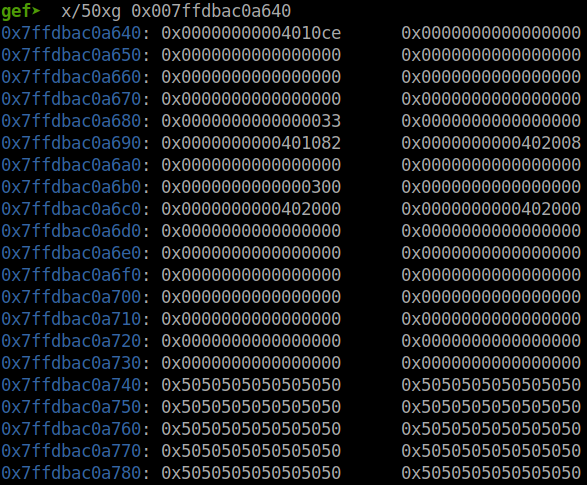 gef➤  x/50xg 0x007ffdbac0a640
0x7ffdbac0a640: 0x00000000004010ce 0x0000000000000000
0x7ffdbac0a650: 0x0000000000000000 0x0000000000000000
0x7ffdbac0a660: 0x0000000000000000 0x0000000000000000
0x7ffdbac0a670: 0x0000000000000000 0x0000000000000000
0x7ffdbac0a680: 0x0000000000000033 0x0000000000000000
0x7ffdbac0a690: 0x0000000000401082 0x0000000000402008
0x7ffdbac0a6a0: 0x0000000000000000 0x0000000000000000
0x7ffdbac0a6b0: 0x0000000000000300 0x0000000000000000
0x7ffdbac0a6c0: 0x0000000000402000 0x0000000000402000
0x7ffdbac0a6d0: 0x0000000000000000 0x0000000000000000
0x7ffdbac0a6e0: 0x0000000000000000 0x0000000000000000
0x7ffdbac0a6f0: 0x0000000000000000 0x0000000000000000
0x7ffdbac0a700: 0x0000000000000000 0x0000000000000000
0x7ffdbac0a710: 0x0000000000000000 0x0000000000000000
0x7ffdbac0a720: 0x0000000000000000 0x0000000000000000
0x7ffdbac0a730: 0x0000000000000000 0x0000000000000000
0x7ffdbac0a740: 0x5050505050505050 0x5050505050505050
0x7ffdbac0a750: 0x5050505050505050 0x5050505050505050
0x7ffdbac0a760: 0x5050505050505050 0x5050505050505050
0x7ffdbac0a770: 0x5050505050505050 0x5050505050505050
0x7ffdbac0a780: 0x5050505050505050 0x5050505050505050